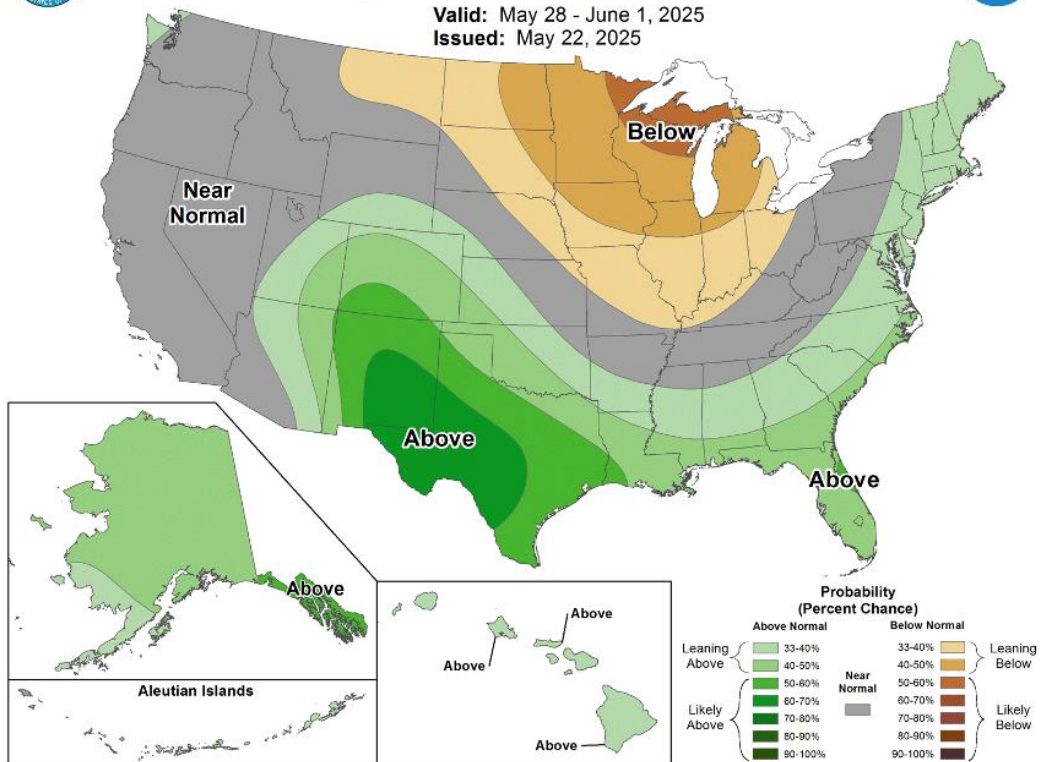 Valid: May 28 - June 1, 2025
Issued: May 22, 2025
Below
Near
Normal
Above
Above
Above
Aleutian Islands
Above
Above
Above
Probability
(Percent Chance)
Above Normal
Below Normal
Leaning
Above
33-40%
40-50%
Likely
Above
50-60%
60-70%
70-80%
80-90%
90-100%
Near
Normal
33-40%
40-50%
Leaning
Below
50-60%
60-70%
70-80%
80-90%
90-100%
Likely
Below